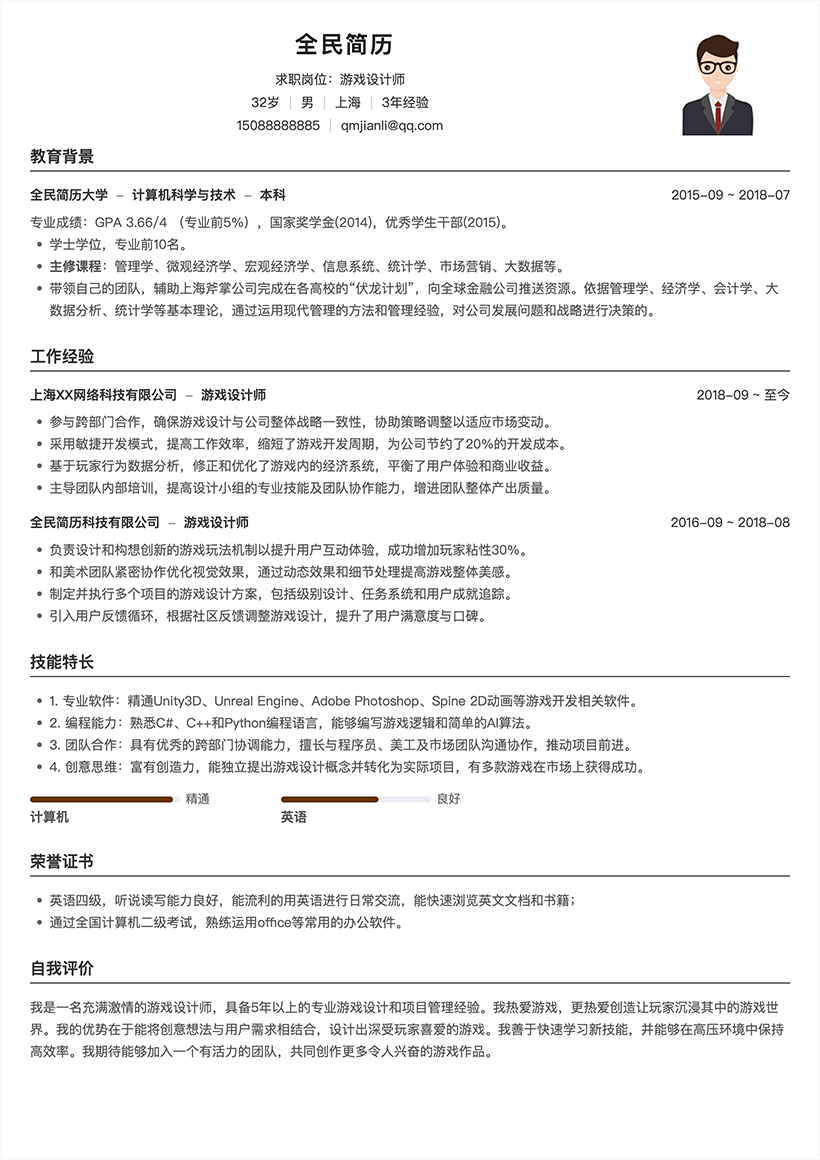 全民简历
求职岗位：游戏设计师
32岁 | 男 | 上海 | 3年经验
15088888885 | qmjianli@qq.com
教育背景
全民简历大学 – 计算机科学与技术 – 本科 2015-09 ~ 2018-07
专业成绩：GPA 3.66/4 （专业前5%），国家奖学金(2014)，优秀学生干部(2015)。
• 学士学位，专业前10名。
• 主修课程：管理学、微观经济学、宏观经济学、信息系统、统计学、市场营销、大数据等。
• 带领自己的团队，辅助上海斧掌公司完成在各高校的“伏龙计划”，向全球金融公司推送资源。依据管理学、经济学、会计学、大
数据分析、统计学等基本理论，通过运用现代管理的方法和管理经验，对公司发展问题和战略进行决策的。
工作经验
上海XX网络科技有限公司 – 游戏设计师 2018-09 ~ 至今
• 参与跨部门合作，确保游戏设计与公司整体战略一致性，协助策略调整以适应市场变动。
• 采用敏捷开发模式，提高工作效率，缩短了游戏开发周期，为公司节约了20%的开发成本。
• 基于玩家行为数据分析，修正和优化了游戏内的经济系统，平衡了用户体验和商业收益。
• 主导团队内部培训，提高设计小组的专业技能及团队协作能力，增进团队整体产出质量。
全民简历科技有限公司 – 游戏设计师 2016-09 ~ 2018-08
• 负责设计和构想创新的游戏玩法机制以提升用户互动体验，成功增加玩家粘性30%。
• 和美术团队紧密协作优化视觉效果，通过动态效果和细节处理提高游戏整体美感。
• 制定并执行多个项目的游戏设计方案，包括级别设计、任务系统和用户成就追踪。
• 引入用户反馈循环，根据社区反馈调整游戏设计，提升了用户满意度与口碑。
技能特长
• 1. 专业软件：精通Unity3D、Unreal Engine、Adobe Photoshop、Spine 2D动画等游戏开发相关软件。
• 2. 编程能力：熟悉C#、C++和Python编程语言，能够编写游戏逻辑和简单的AI算法。
• 3. 团队合作：具有优秀的跨部门协调能力，擅长与程序员、美工及市场团队沟通协作，推动项目前进。
• 4. 创意思维：富有创造力，能独立提出游戏设计概念并转化为实际项目，有多款游戏在市场上获得成功。
精通 良好
计算机 英语
荣誉证书
• 英语四级，听说读写能力良好，能流利的用英语进行日常交流，能快速浏览英文文档和书籍；
• 通过全国计算机二级考试，熟练运用office等常用的办公软件。
自我评价
我是一名充满激情的游戏设计师，具备5年以上的专业游戏设计和项目管理经验。我热爱游戏，更热爱创造让玩家沉浸其中的游戏世
界。我的优势在于能将创意想法与用户需求相结合，设计出深受玩家喜爱的游戏。我善于快速学习新技能，并能够在高压环境中保持
高效率。我期待能够加入一个有活力的团队，共同创作更多令人兴奋的游戏作品。